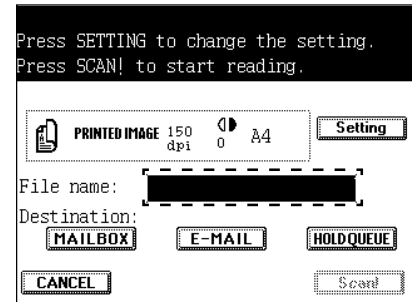 Press SETTING to change the setting.
Press SCAN! to start reading.
PRINTED IMAGE 150 dpi 0 A4 Setting
File name:
Destination:
MAILBOX E-MAIL HOLD QUEUE
CANCEL Scan!